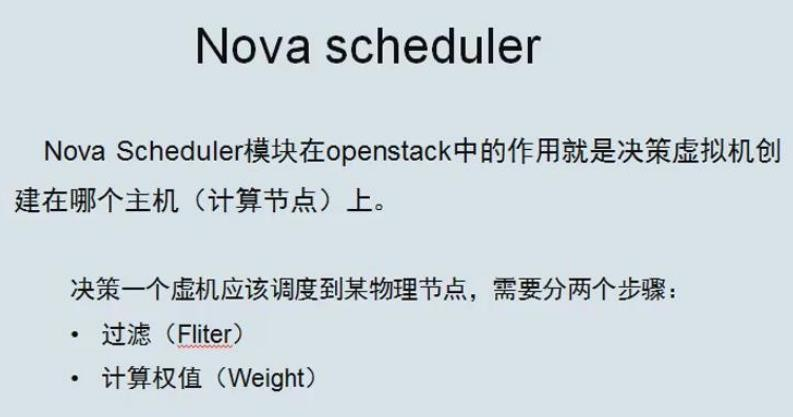 Nova scheduler
Nova Scheduler模块在openstack中的作用就是决策虚拟机创
建在哪个主机（计算节点）上。
决策一个虚机应该调度到某物理节点，需要分两个步骤：
• 过滤（Fliter）
• 计算权值（Weight）